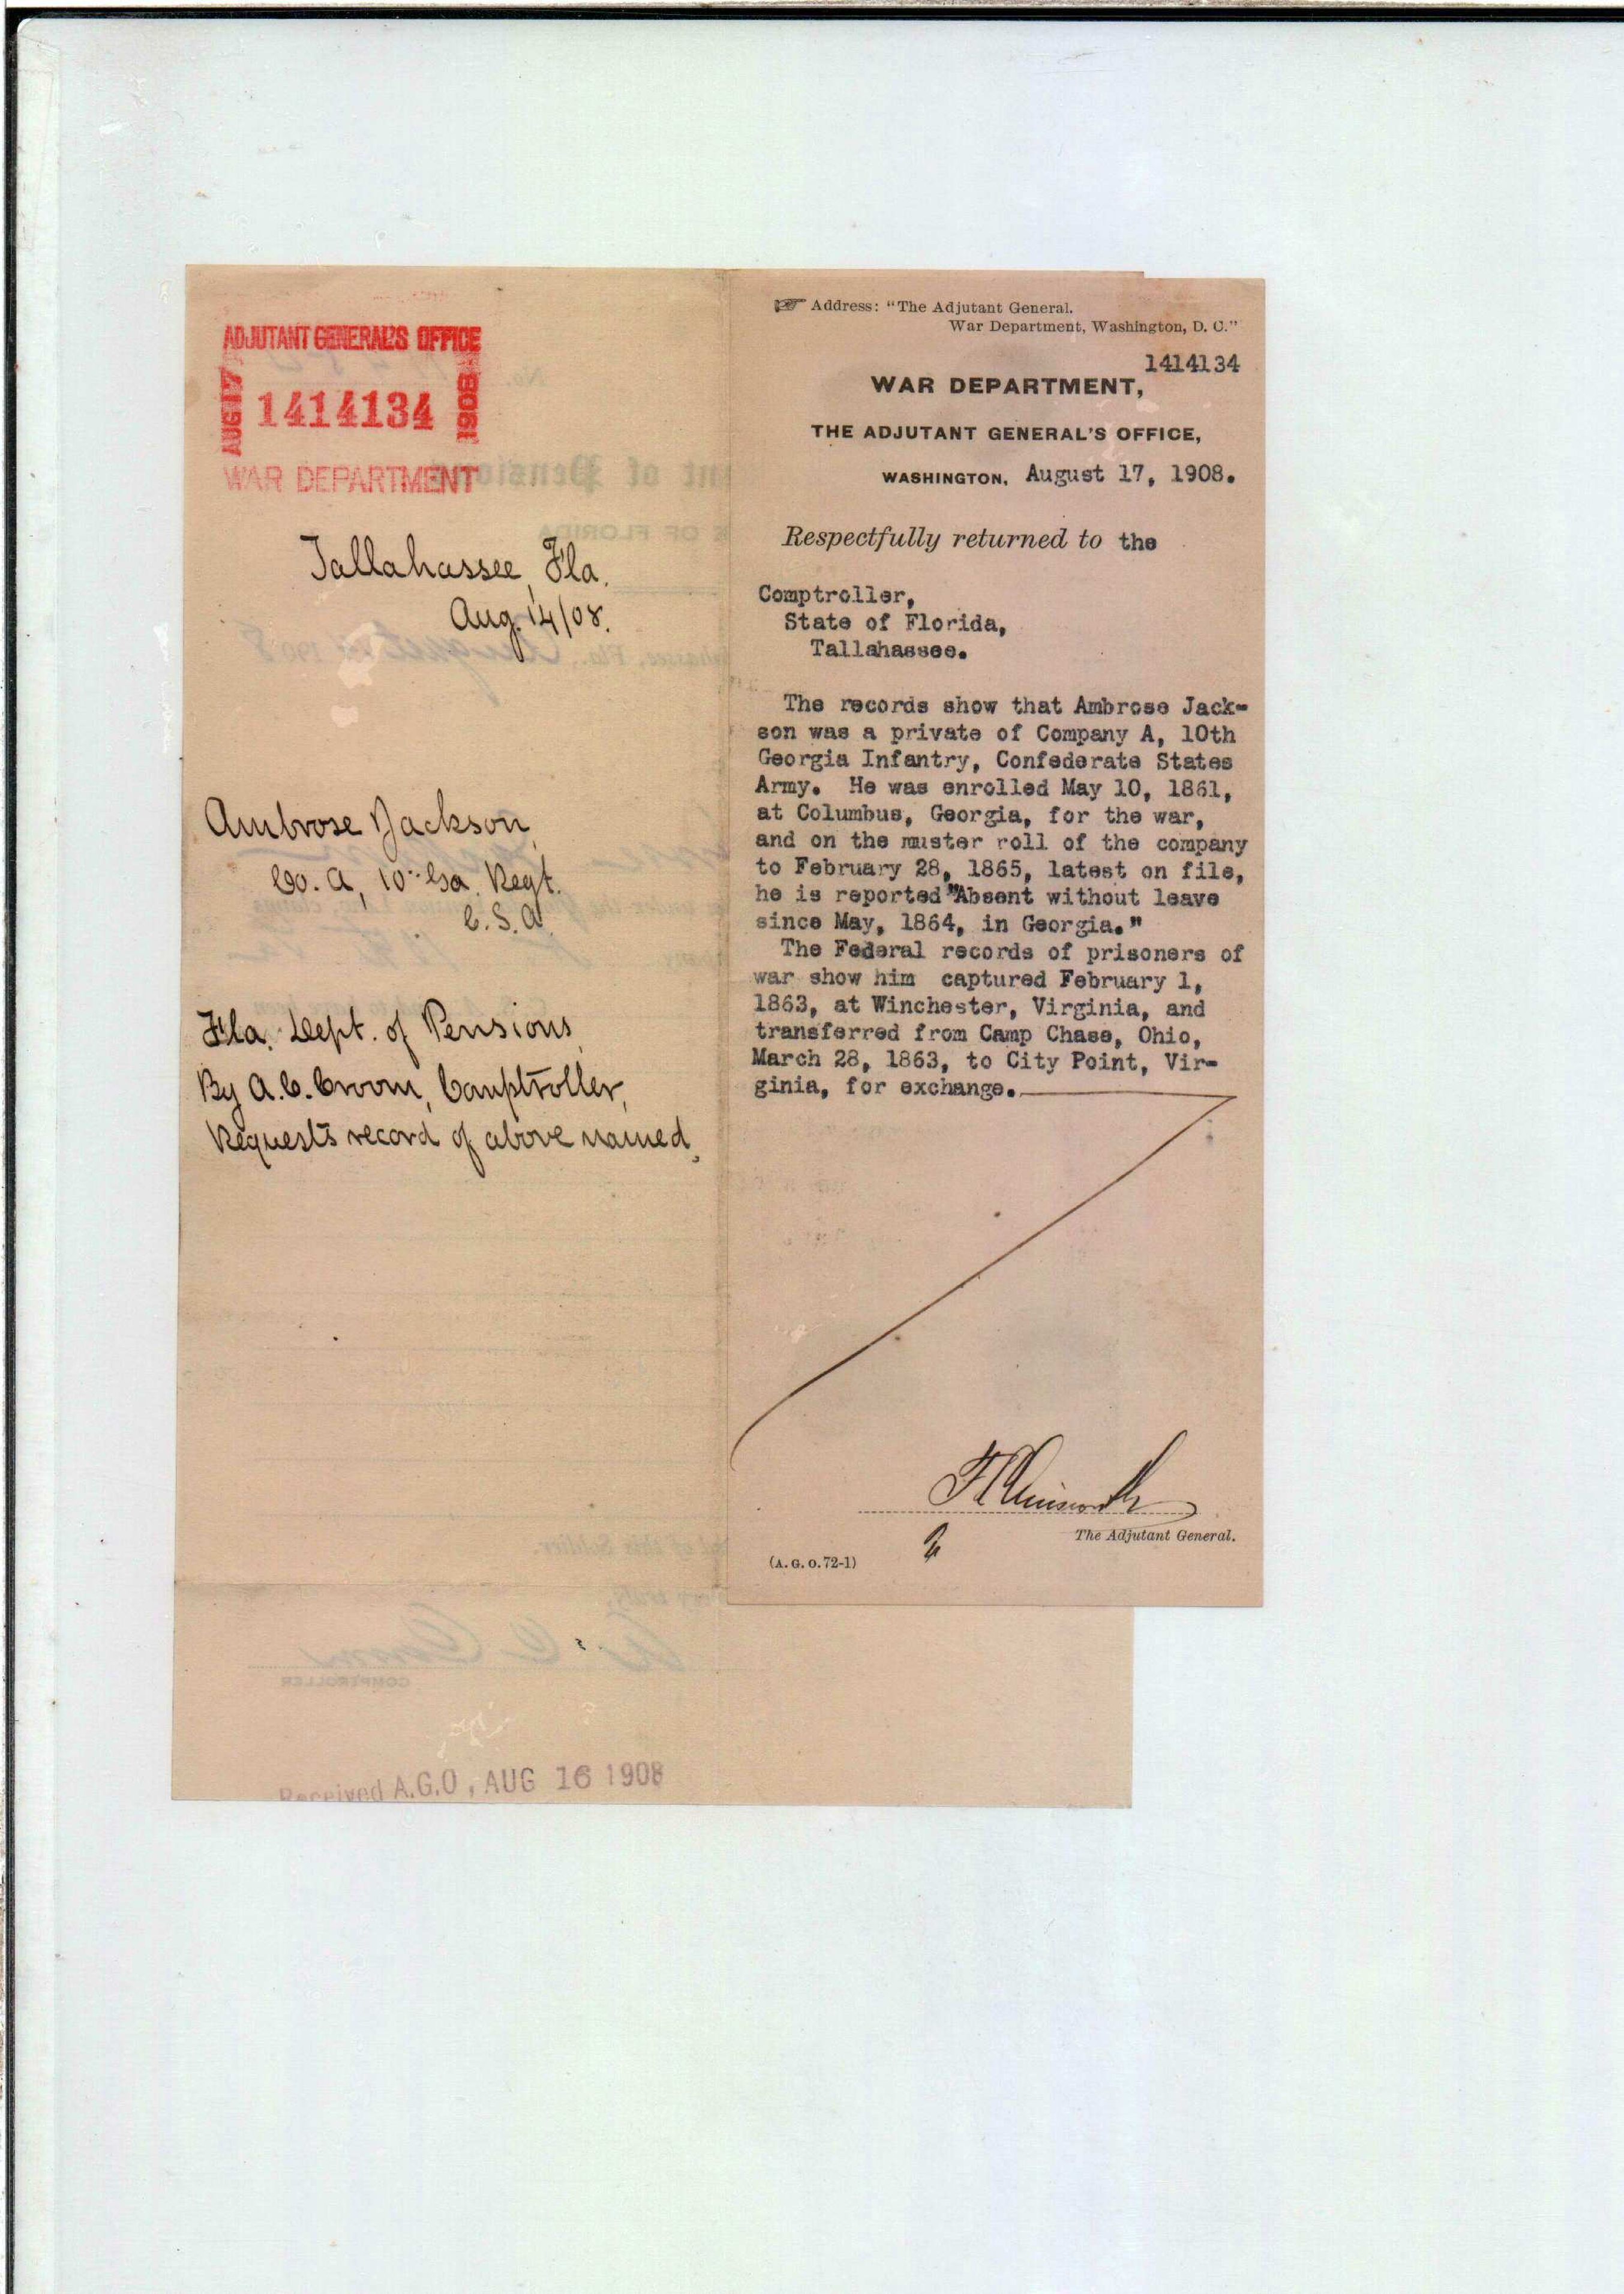 ADJUTANT GENERAL'S OFFICE
AUG 17 1414134 1908
WAR DEPARTMENT
Tallahassee, Fla.
Aug. 14/08.
Ambrose Jackson,
Co. A, 10" Ga. Regt.
C. S. A.
Fla. Dept. of Pensions,
By A. C. Croom, Comptroller,
Requests record of above named.
COMPTROLLER
Received A.G.O, AUG 16 1908
Address: "The Adjutant General.
War Department, Washington, D. C."
1414134
WAR DEPARTMENT,
THE ADJUTANT GENERAL'S OFFICE,
WASHINGTON, August 17, 1908.
Respectfully returned to the
Comptroller,
State of Florida,
Tallahassee.
The records show that Ambrose Jack-
son was a private of Company A, 10th
Georgia Infantry, Confederate States
Army. He was enrolled May 10, 1861,
at Columbus, Georgia, for the war,
and on the muster roll of the company
to February 28, 1865, latest on file,
he is reported "Absent without leave
since May, 1864, in Georgia."
The Federal records of prisoners of
war show him captured February 1,
1863, at Winchester, Virginia, and
transferred from Camp Chase, Ohio,
March 28, 1863, to City Point, Vir-
ginia, for exchange.
F C Ainsworth
The Adjutant General.
(A. G. O. 72-1)